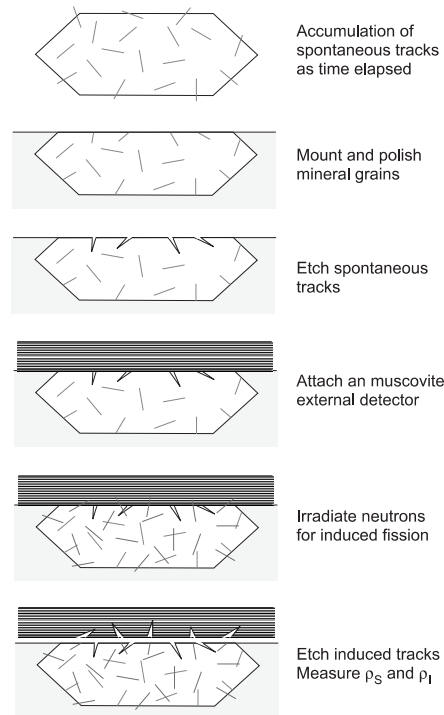 Accumulation of
spontaneous tracks
as time elapsed
Mount and polish
mineral grains
Etch spontaneous
tracks
Attach an muscovite
external detector
Irradiate neutrons
for induced fission
Etch induced tracks
Measure ρS and ρI